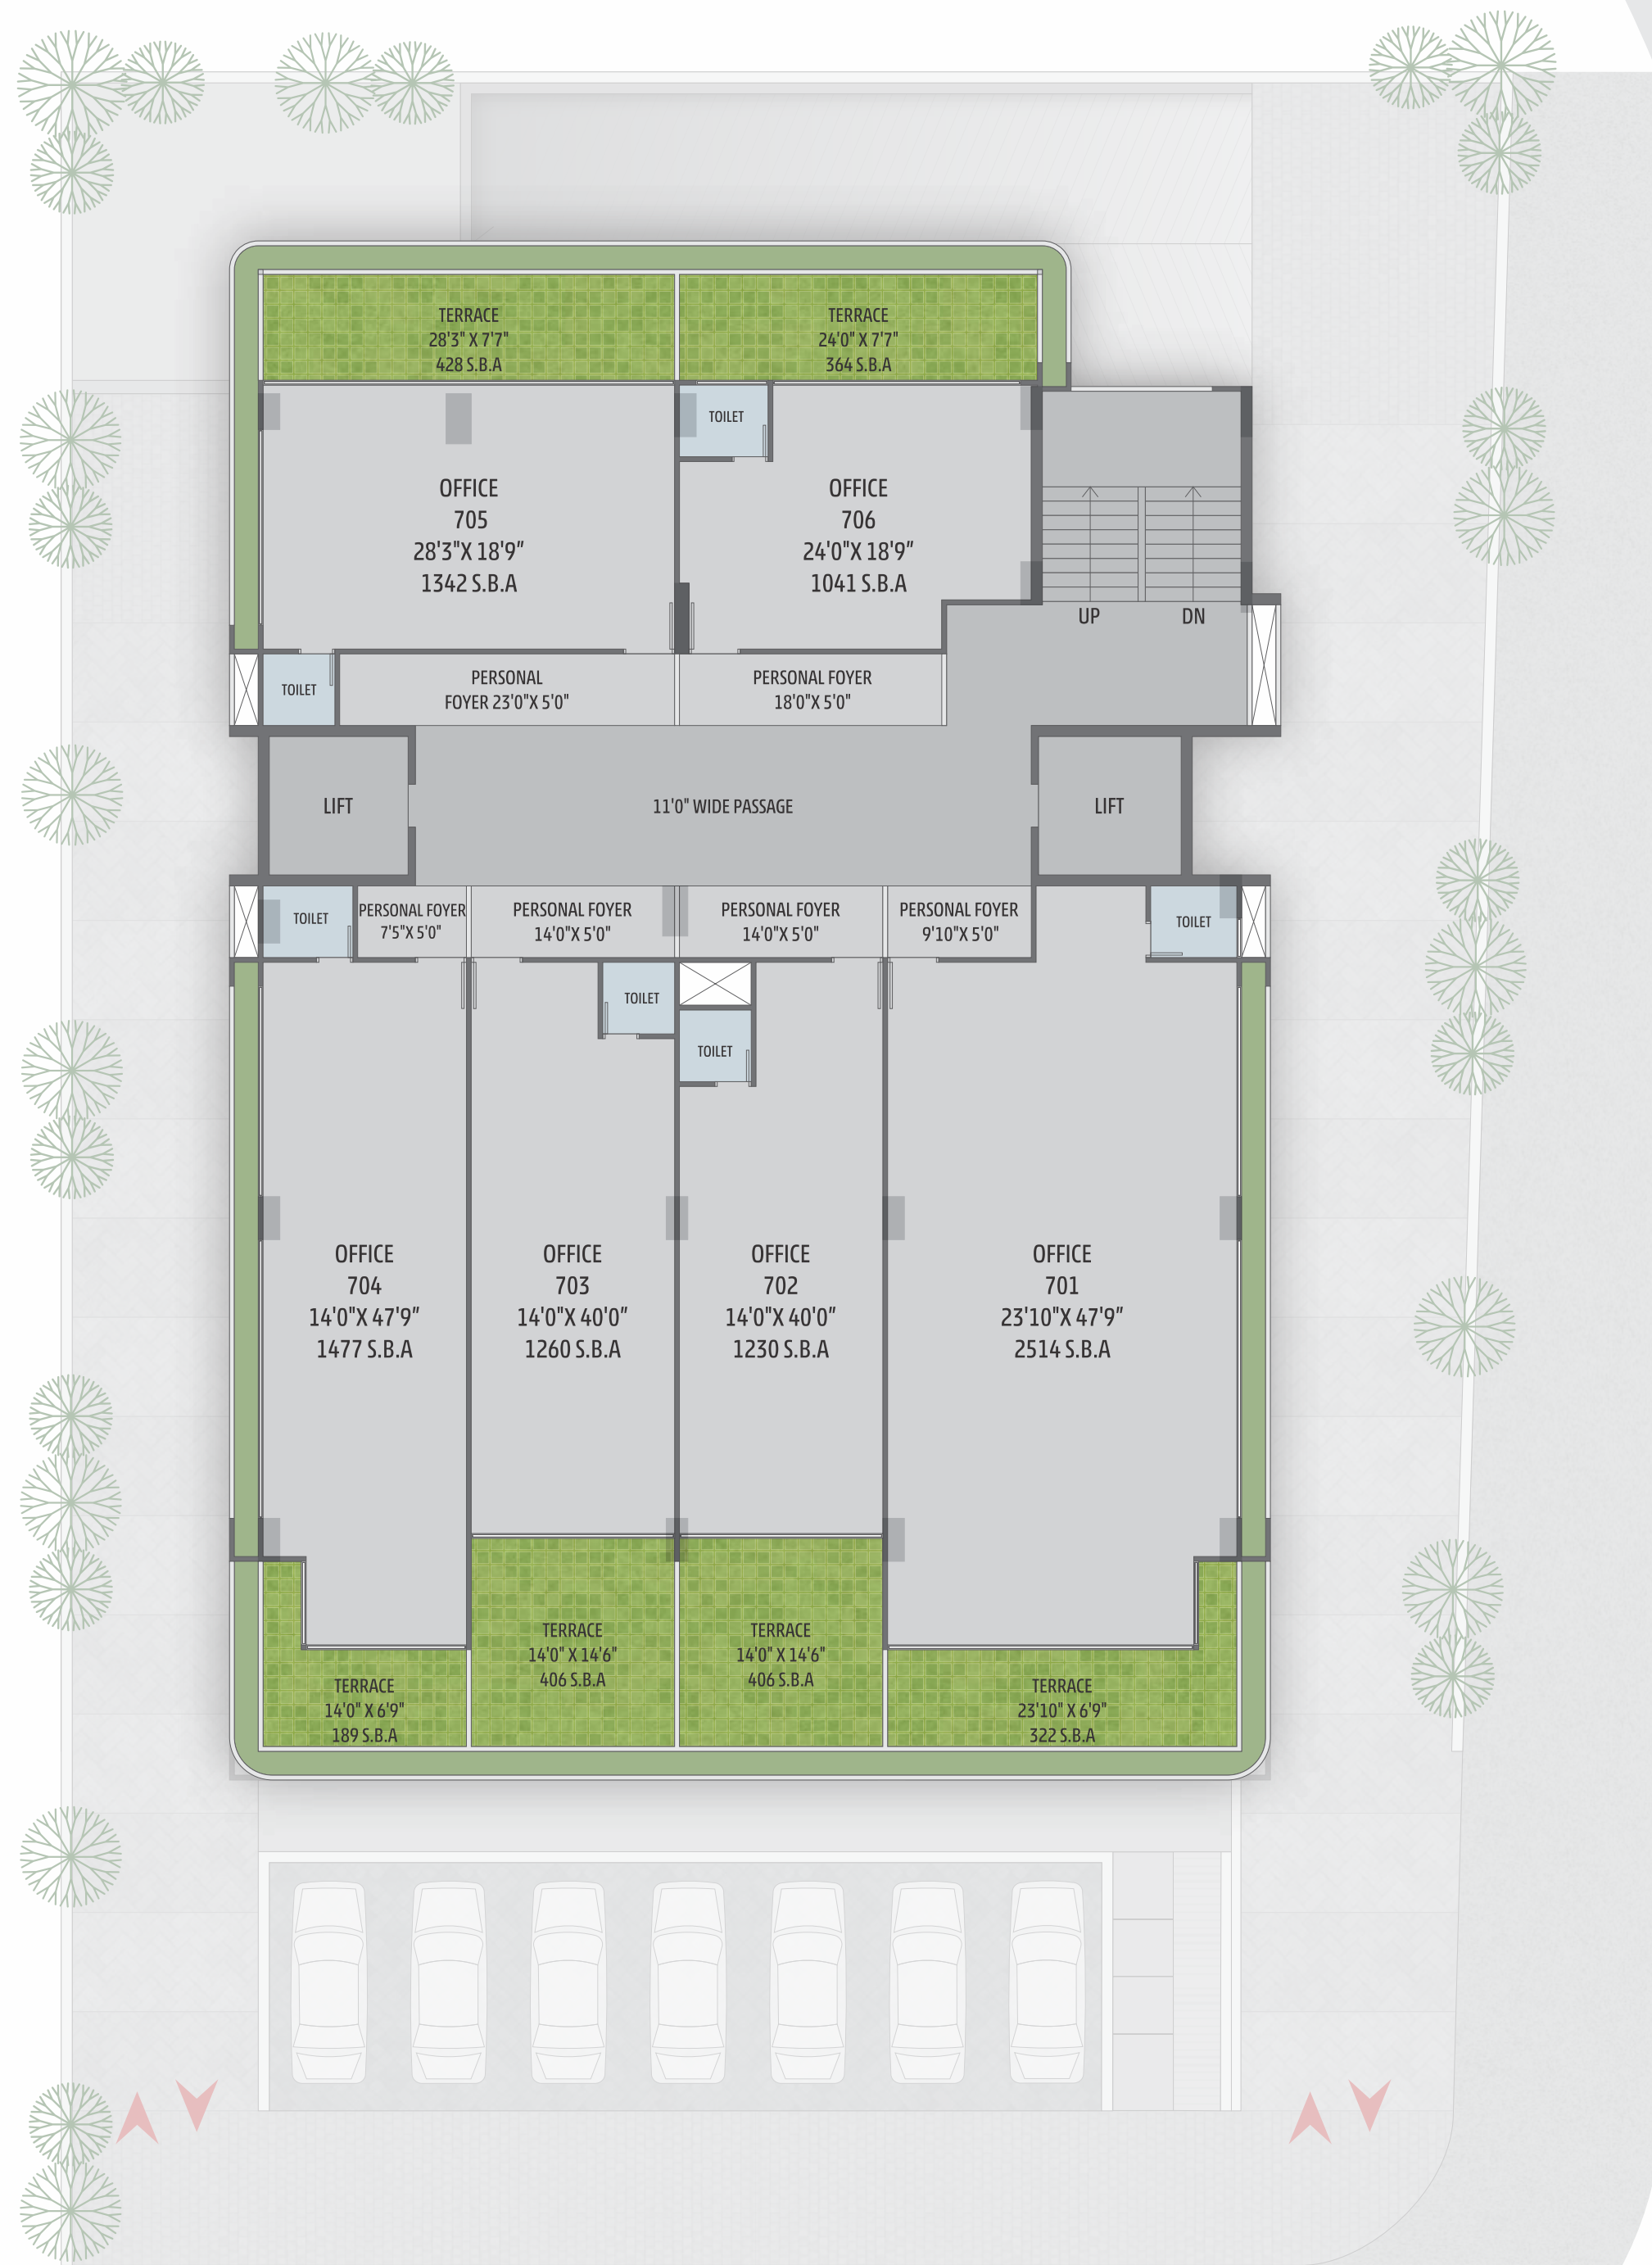 TERRACE
28'3" X 7'7"
428 S.B.A
TERRACE
24'0" X 7'7"
364 S.B.A
TOILET
OFFICE
705
28'3"X 18'9"
1342 S.B.A
OFFICE
706
24'0"X 18'9"
1041 S.B.A
UP
DN
TOILET
PERSONAL
FOYER 23'0"X 5'0"
PERSONAL FOYER
18'0"X 5'0"
LIFT
11'0" WIDE PASSAGE
LIFT
TOILET
PERSONAL FOYER
7'5"X 5'0"
PERSONAL FOYER
14'0"X 5'0"
PERSONAL FOYER
14'0"X 5'0"
PERSONAL FOYER
9'10"X 5'0"
TOILET
TOILET
TOILET
OFFICE
704
14'0"X 47'9"
1477 S.B.A
OFFICE
703
14'0"X 40'0"
1260 S.B.A
OFFICE
702
14'0"X 40'0"
1230 S.B.A
OFFICE
701
23'10"X 47'9"
2514 S.B.A
TERRACE
14'0" X 6'9"
189 S.B.A
TERRACE
14'0" X 14'6"
406 S.B.A
TERRACE
14'0" X 14'6"
406 S.B.A
TERRACE
23'10" X 6'9"
322 S.B.A